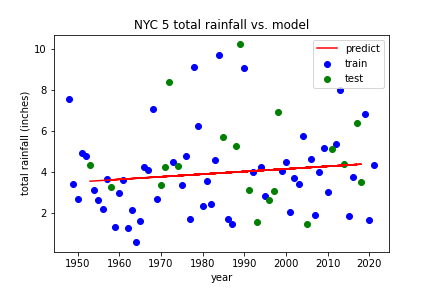 NYC 5 total rainfall vs. model
total rainfall (inches)
10
8
6
4
2
predict
train
test
1950 1960 1970 1980 1990 2000 2010 2020
year